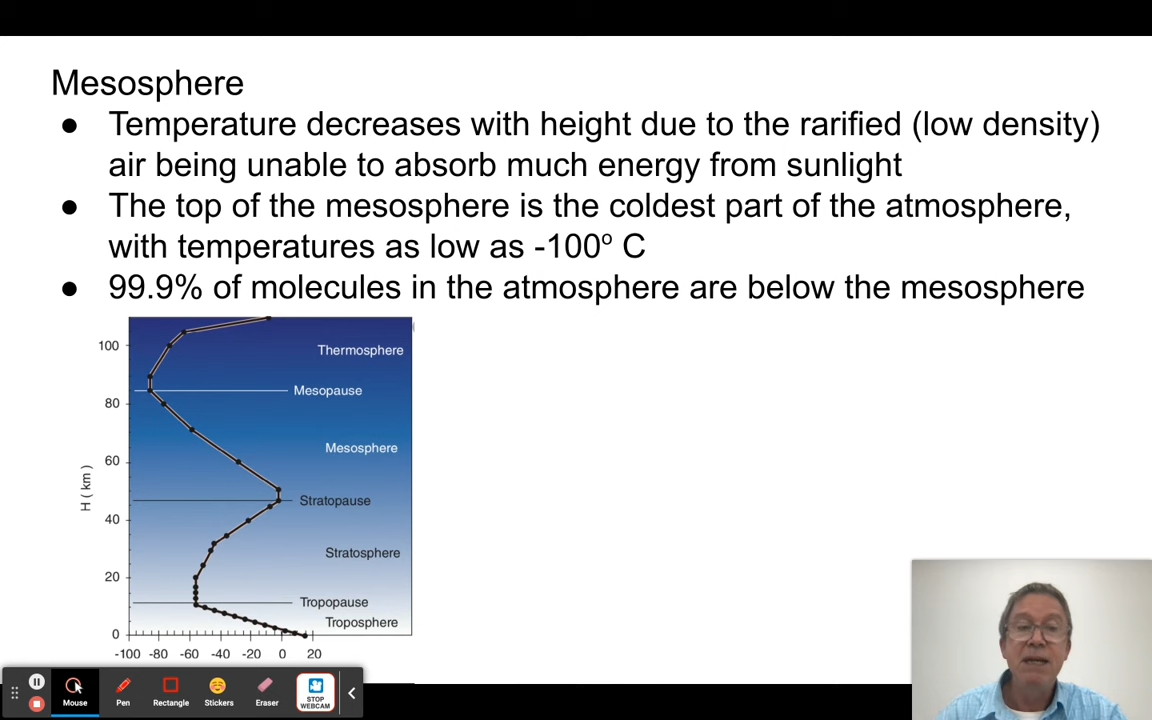 Mesosphere
● Temperature decreases with height due to the rarified (low density)
air being unable to absorb much energy from sunlight
● The top of the mesosphere is the coldest part of the atmosphere,
with temperatures as low as -100º C
● 99.9% of molecules in the atmosphere are below the mesosphere
100
Thermosphere
Mesopause
80
Mesosphere
60
H ( km )
Stratopause
40
Stratosphere
20
Tropopause
Troposphere
0
-100 -80 -60 -40 -20 0 20
Mouse Pen Rectangle Stickers Eraser STOP
WEBCAM